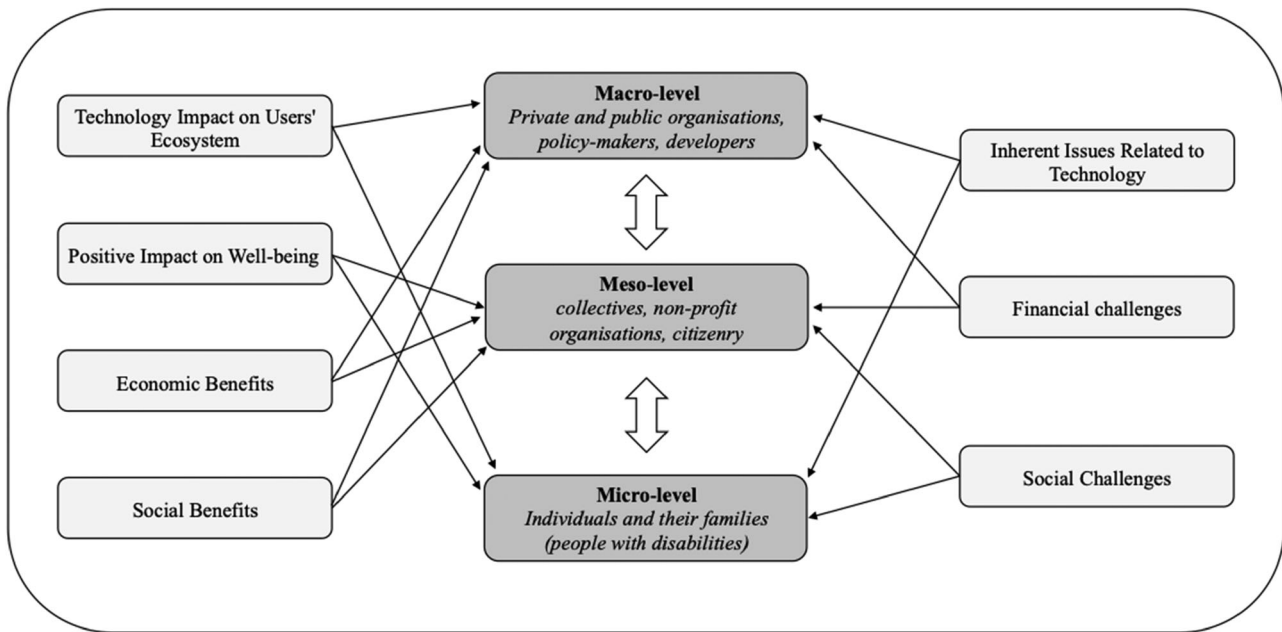 Technology Impact on Users'
Ecosystem
Positive Impact on Well-being
Economic Benefits
Social Benefits
Macro-level
Private and public organisations,
policy-makers, developers
Meso-level
collectives, non-profit
organisations, citizenry
Micro-level
Individuals and their families
(people with disabilities)
Inherent Issues Related to
Technology
Financial challenges
Social Challenges